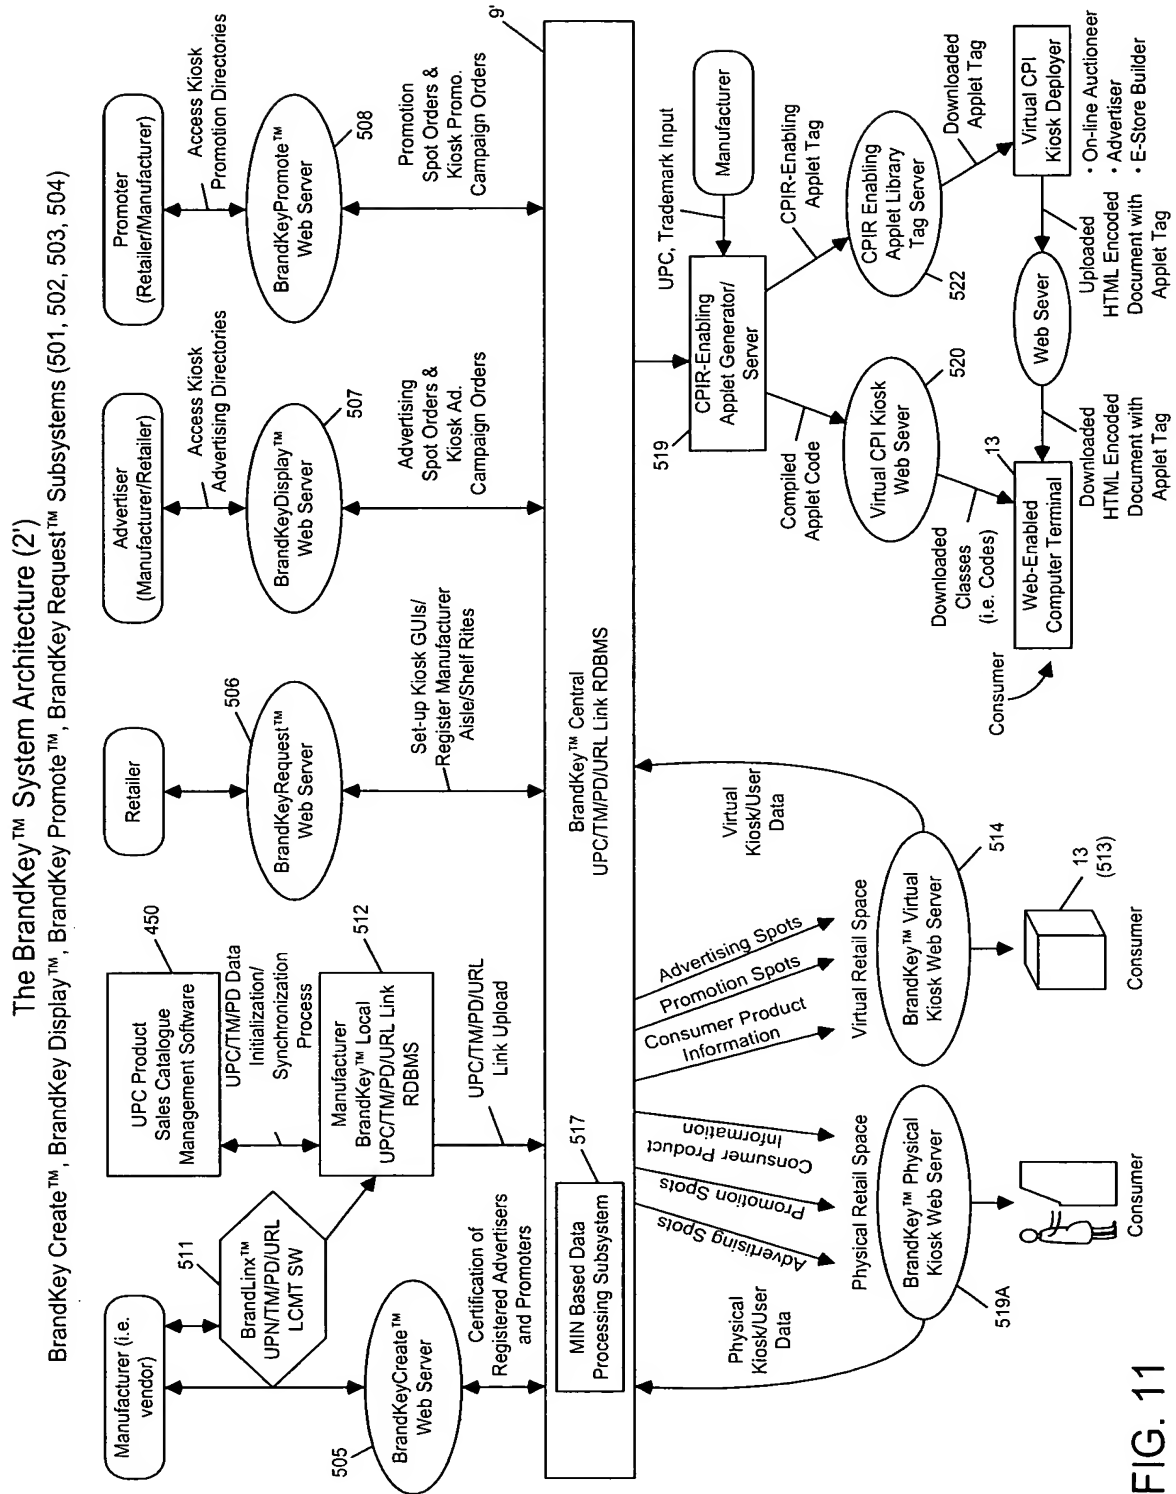 The BrandKey™ System Architecture (2')
BrandKey Create™, BrandKey Display™, BrandKey Promote™, BrandKey Request™ Subsystems (501, 502, 503, 504)
Manufacturer (i.e.
vendor)
511
BrandLinx™
UPN/TM/PD/URL
LCMT SW
505
BrandKeyCreate™
Web Server
Certification of
Registered Advertisers
and Promoters
UPC Product
Sales Catalogue
Management Software
450
UPC/TM/PD Data
Initialization/
Synchronization
Process
512
Manufacturer
BrandKey™ Local
UPC/TM/PD/URL Link
RDBMS
UPC/TM/PD/URL
Link Upload
Retailer
506
BrandKeyRequest™
Web Server
Set-up Kiosk GUIs/
Register Manufacturer
Aisle/Shelf Rites
Advertiser
(Manufacturer/Retailer)
Access Kiosk
Advertising Directories
BrandKeyDisplay™
Web Server
507
Advertising
Spot Orders &
Kiosk Ad.
Campaign Orders
Promoter
(Retailer/Manufacturer)
Access Kiosk
Promotion Directories
BrandKeyPromote™
Web Server
508
Promotion
Spot Orders &
Kiosk Promo.
Campaign Orders
9'
517
MIN Based Data
Processing Subsystem
BrandKey™ Central
UPC/TM/PD/URL Link RDBMS
Physical
Kiosk/User
Data
Advertising Spots
Promotion Spots
Consumer Product
Information
Physical Retail Space
BrandKey™ Physical
Kiosk Web Server
519A
Consumer
Consumer Product
Information
Promotion Spots
Advertising Spots
Virtual Retail Space
BrandKey™ Virtual
Kiosk Web Server
514
13
(513)
Consumer
Virtual
Kiosk/User
Data
519
CPIR-Enabling
Applet Generator/
Server
UPC, Trademark Input
Manufacturer
Compiled
Applet Code
CPIR-Enabling
Applet Tag
Virtual CPI Kiosk
Web Sever
520
CPIR Enabling
Applet Library
Tag Server
522
Downloaded
Classes
(i.e. Codes)
Downloaded
Applet Tag
Consumer
Web-Enabled
Computer Terminal
13
Web Sever
Virtual CPI
Kiosk Deployer
Downloaded
HTML Encoded
Document with
Applet Tag
Uploaded
HTML Encoded
Document with
Applet Tag
• On-line Auctioneer
• Advertiser
• E-Store Builder
FIG. 11